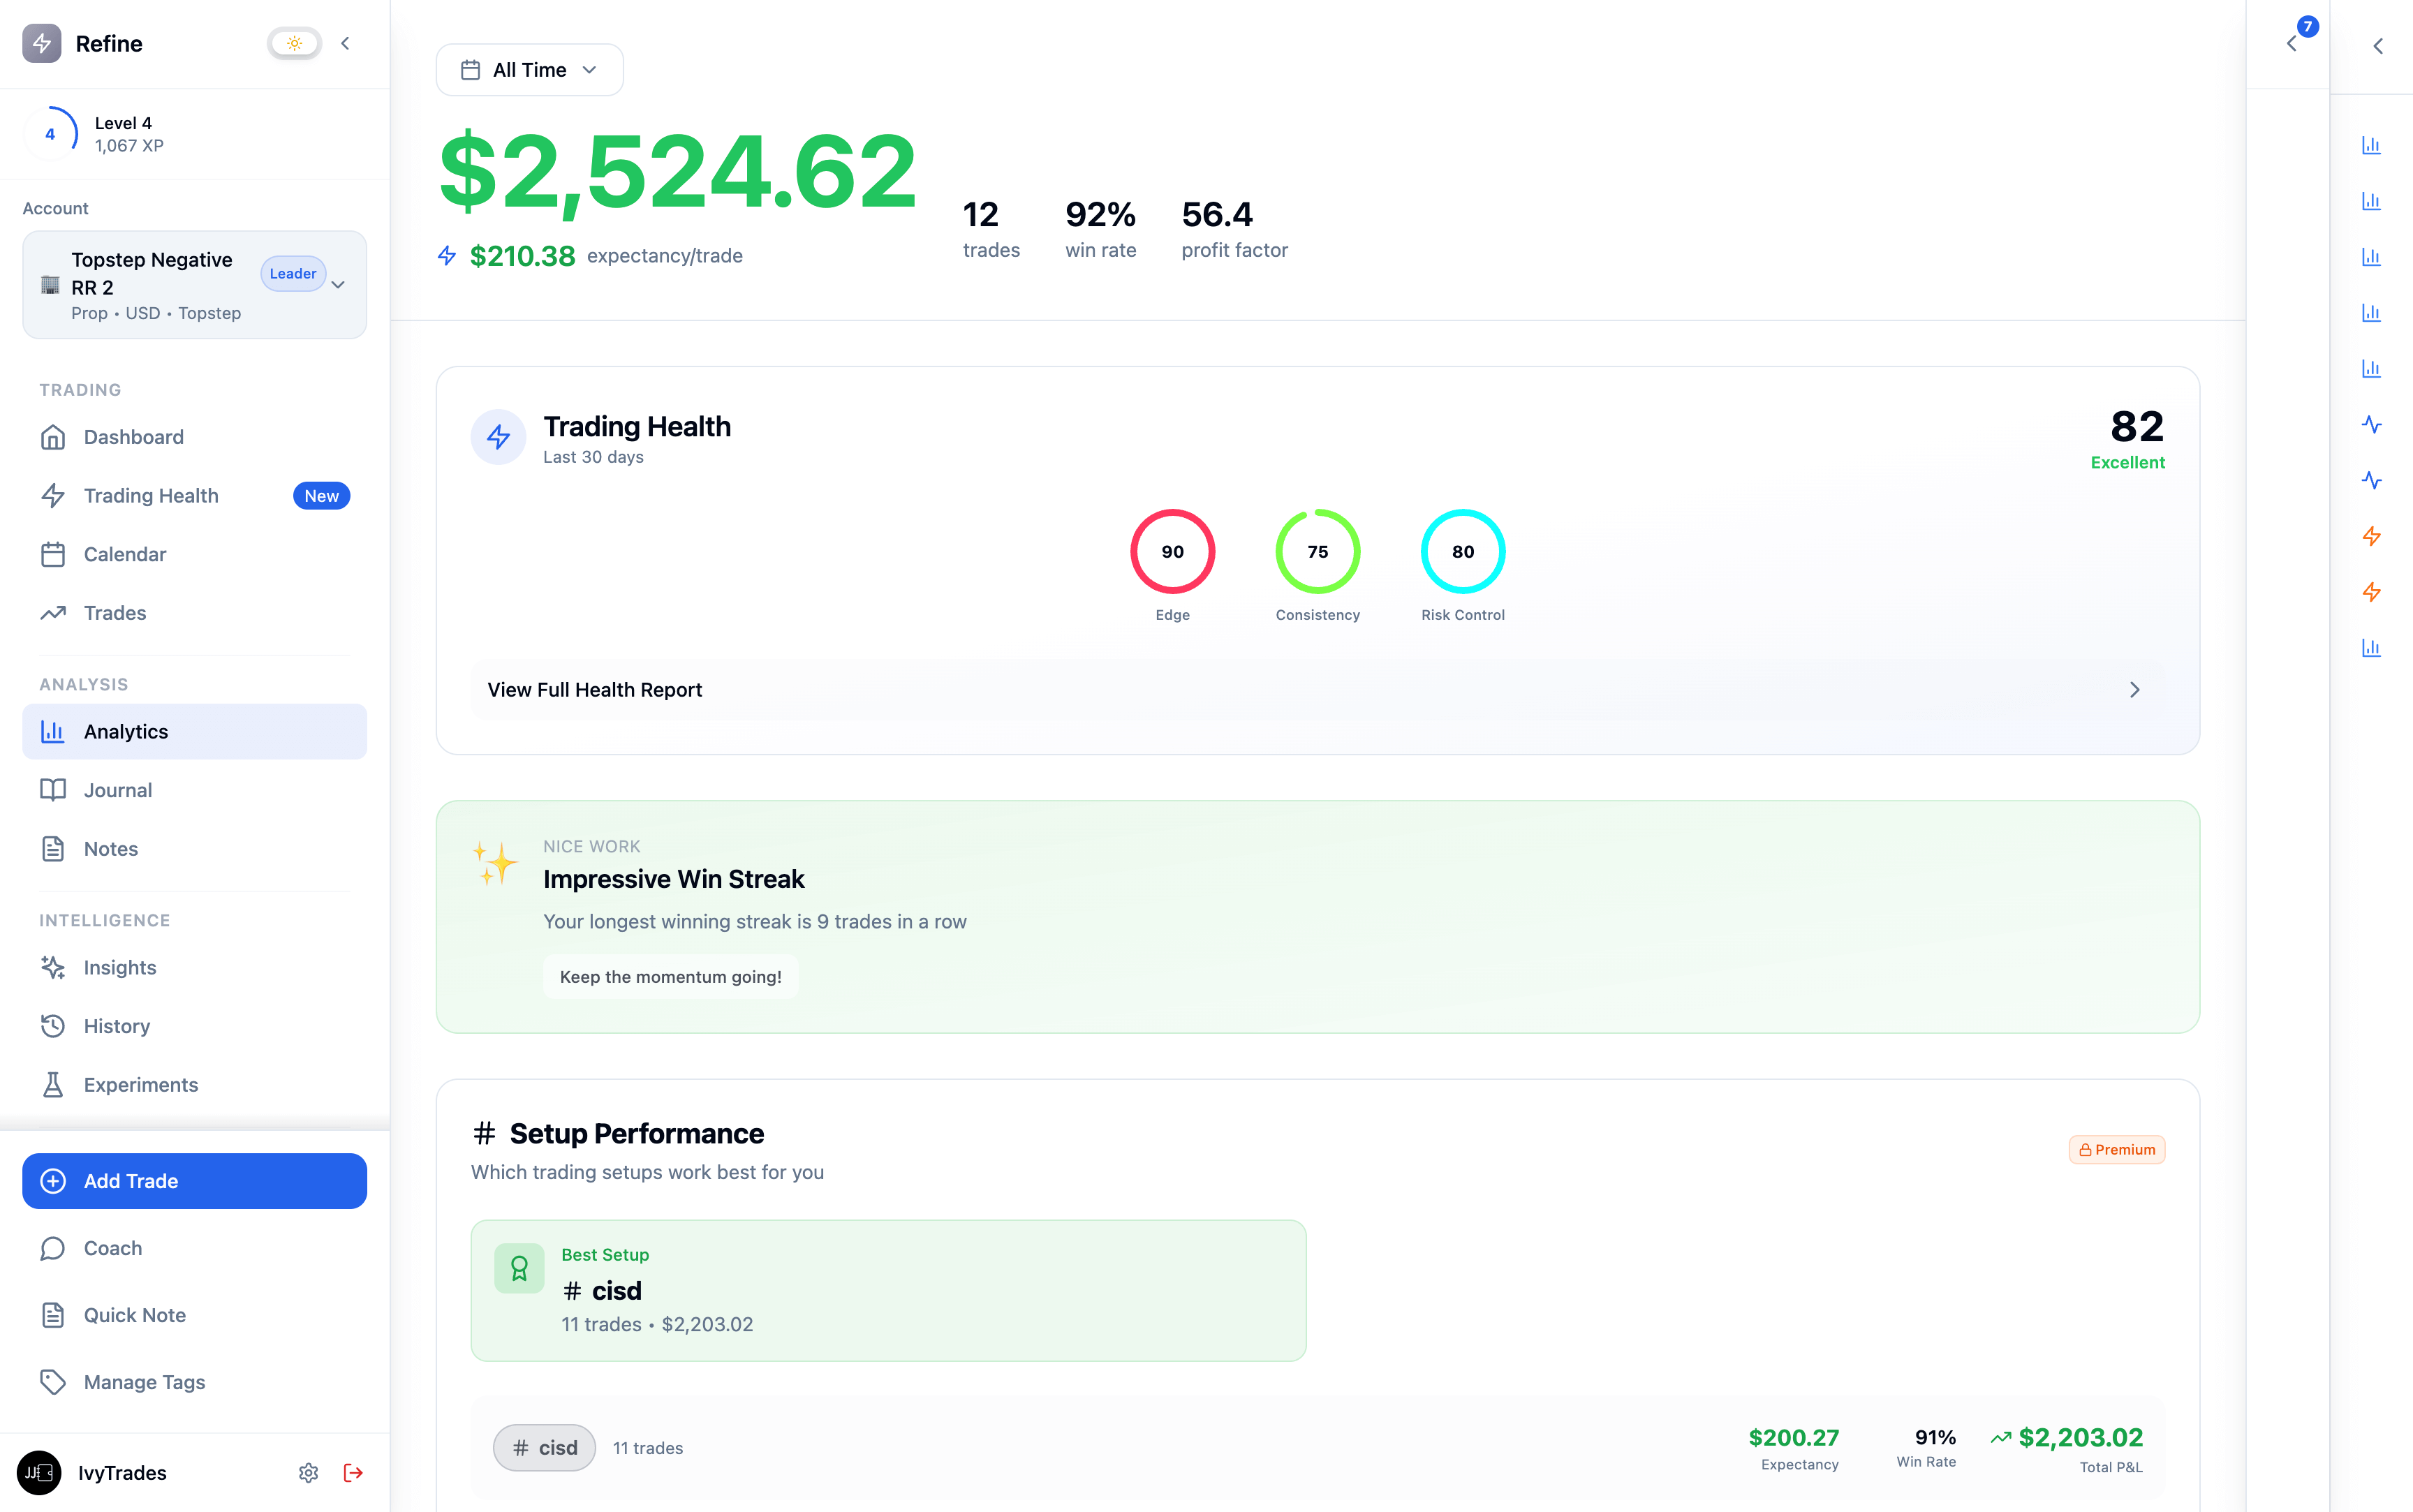 Refine
4
Level 4
1,067 XP
Account
Topstep Negative
RR 2
Leader
Prop • USD • Topstep
TRADING
Dashboard
Trading Health
New
Calendar
Trades
ANALYSIS
Analytics
Journal
Notes
INTELLIGENCE
Insights
History
Experiments
Add Trade
Coach
Quick Note
Manage Tags
IvyTrades
All Time
$2,524.62
$210.38 expectancy/trade
12
trades
92%
win rate
56.4
profit factor
Trading Health
Last 30 days
82
Excellent
90
Edge
75
Consistency
80
Risk Control
View Full Health Report
NICE WORK
Impressive Win Streak
Your longest winning streak is 9 trades in a row
Keep the momentum going!
# Setup Performance
Which trading setups work best for you
Premium
Best Setup
# cisd
11 trades • $2,203.02
# cisd
11 trades
$200.27
Expectancy
91%
Win Rate
$2,203.02
Total P&L
7